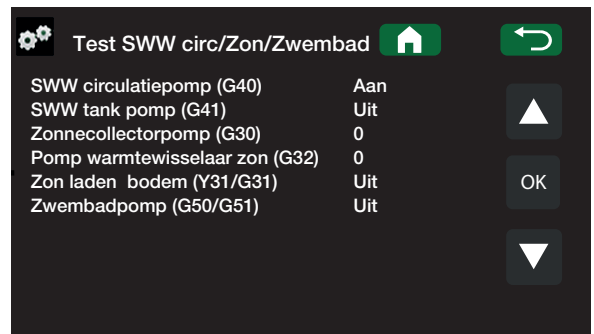 Test SWW circ/Zon/Zwembad
SWW circulatiepomp (G40) Aan
SWW tank pomp (G41) Uit
Zonnecollectorpomp (G30) 0
Pomp warmtewisselaar zon (G32) 0
Zon laden bodem (Y31/G31) Uit
Zwembadpomp (G50/G51) Uit
OK